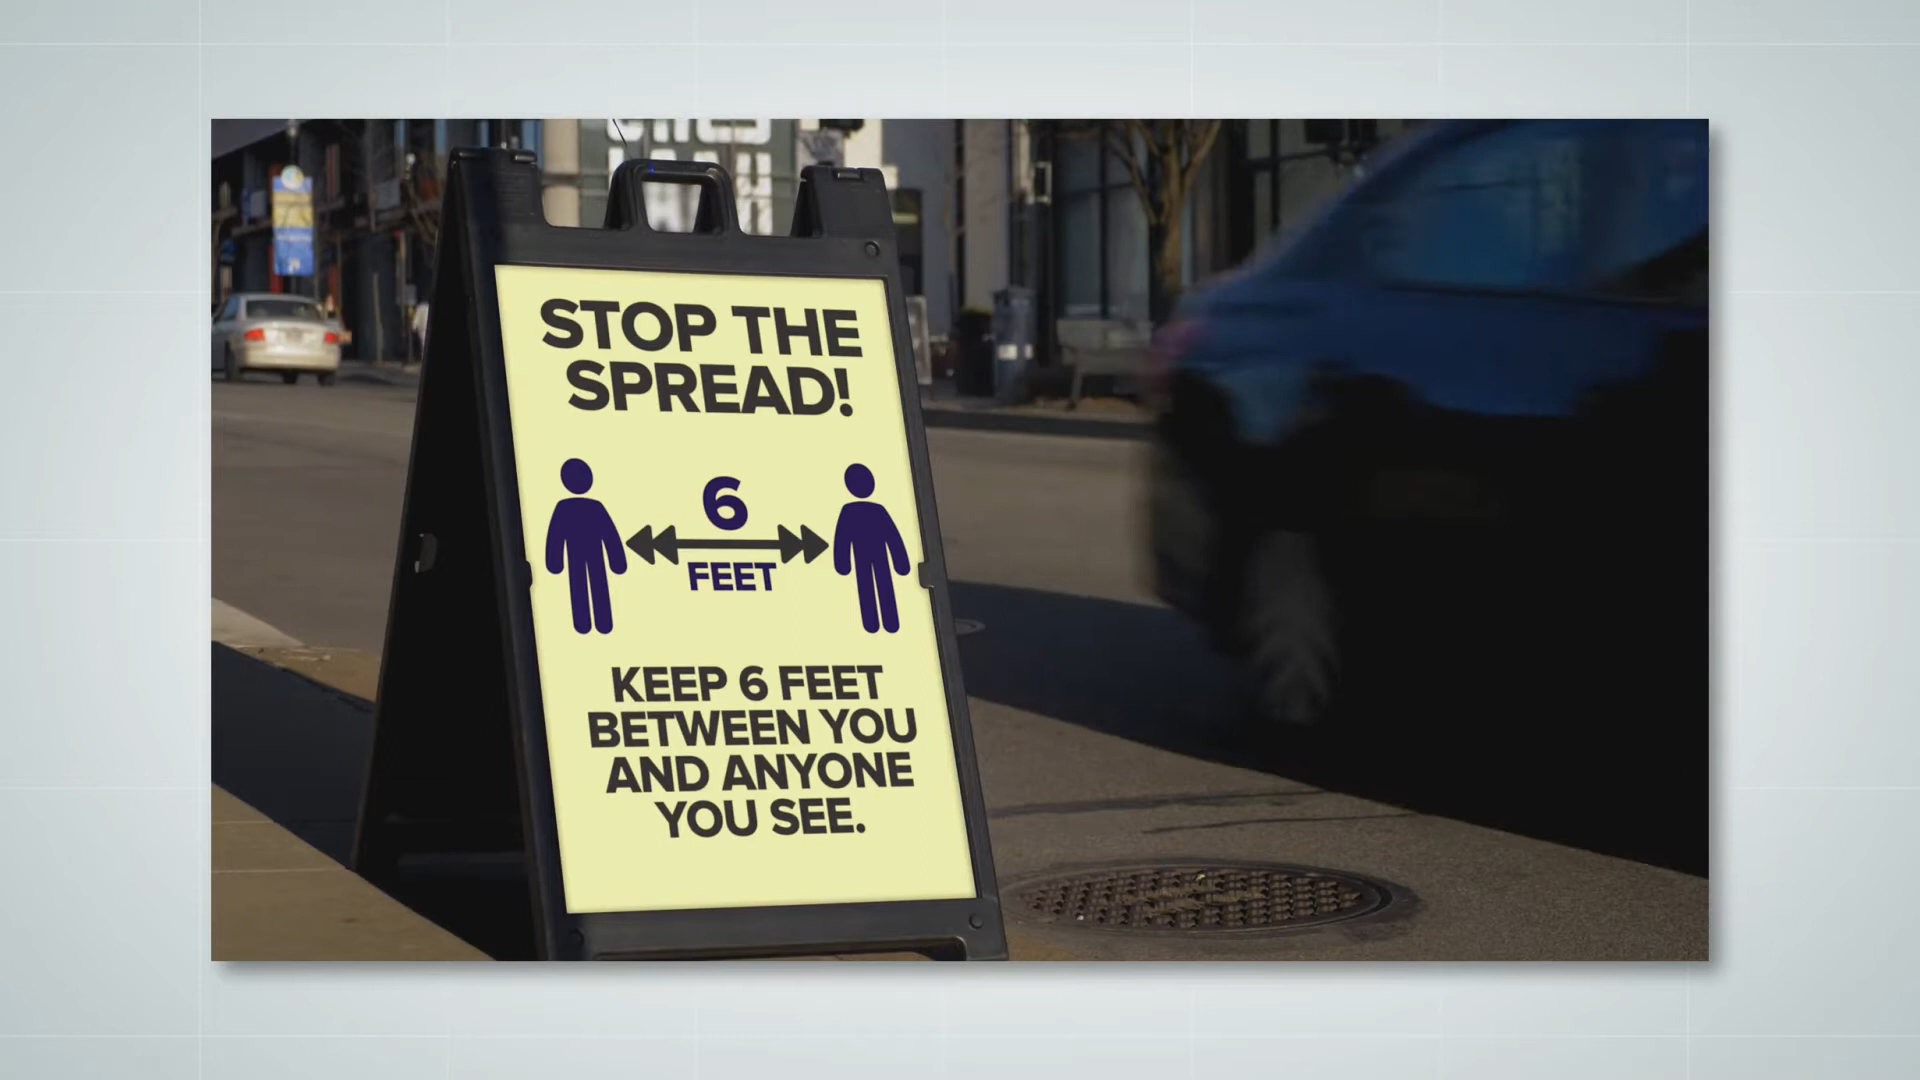 STOP THE
SPREAD!
6
FEET
KEEP 6 FEET
BETWEEN YOU
AND ANYONE
YOU SEE.